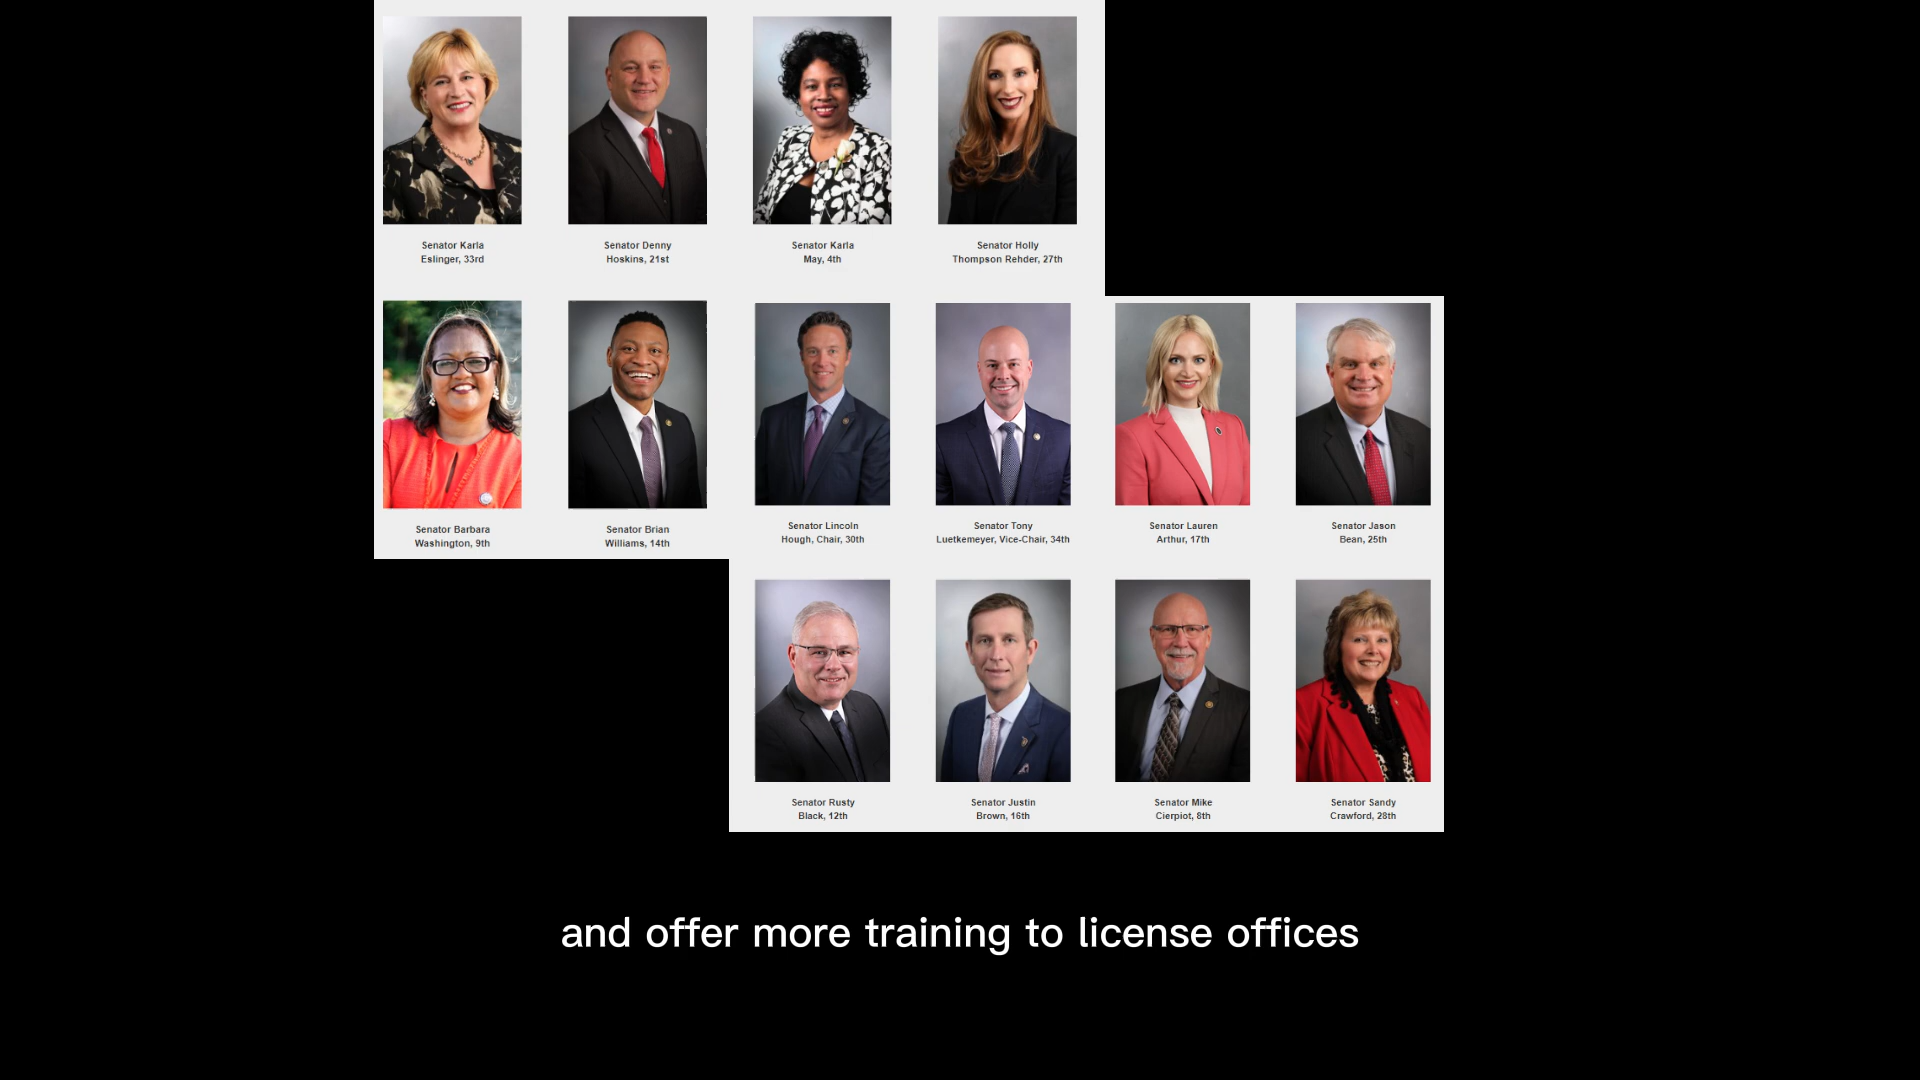 Senator Karla
Eslinger, 33rd
Senator Denny
Hoskins, 21st
Senator Karla
May, 4th
Senator Holly
Thompson Rehder, 27th
Senator Barbara
Washington, 9th
Senator Brian
Williams, 14th
Senator Lincoln
Hough, Chair, 30th
Senator Tony
Luetkemeyer, Vice-Chair, 34th
Senator Lauren
Arthur, 17th
Senator Jason
Bean, 25th
Senator Rusty
Black, 12th
Senator Justin
Brown, 16th
Senator Mike
Cierpiot, 8th
Senator Sandy
Crawford, 28th
and offer more training to license offices